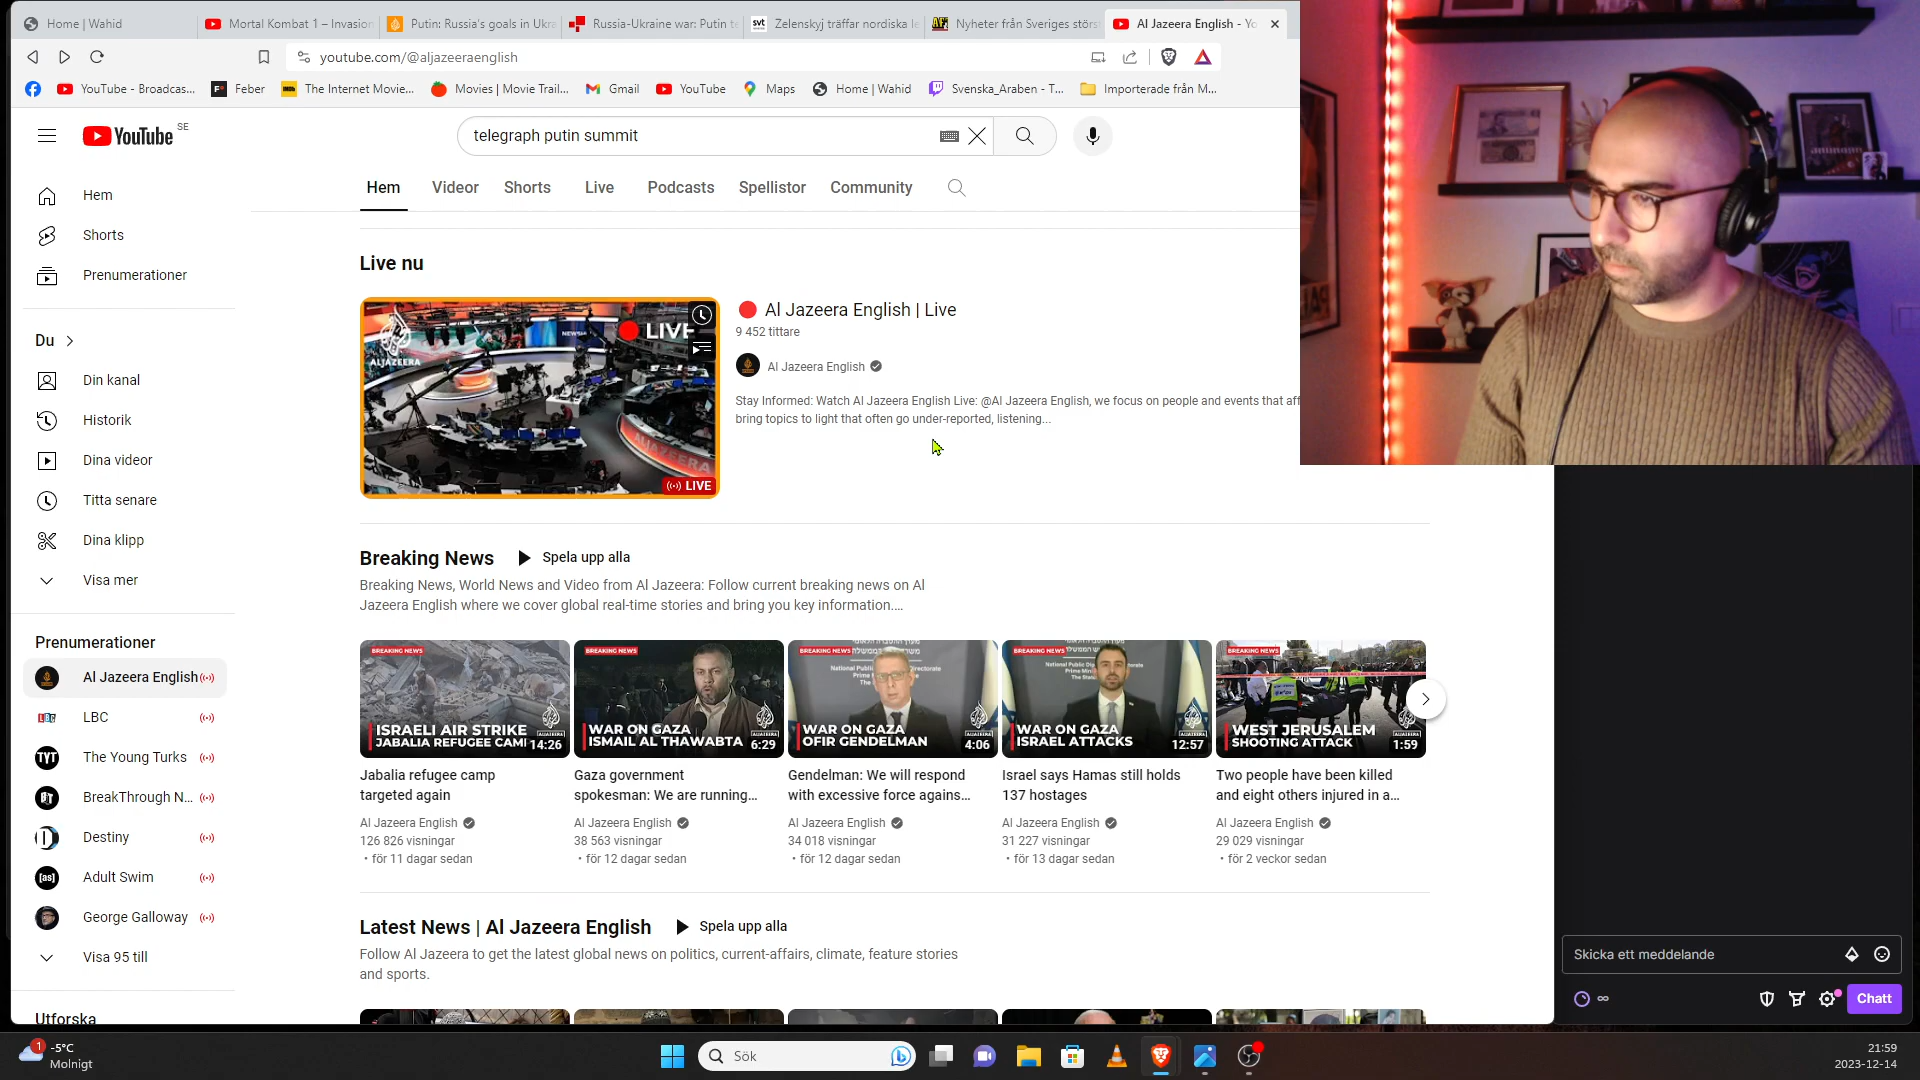 Home | Wahid
Mortal Kombat 1 – Invasion
Putin: Russia's goals in Ukra
Russia-Ukraine war: Putin te
svt
Zelenskyj träffar nordiska le
Nyheter från Sveriges störs
Al Jazeera English - Yo
youtube.com/@aljazeeraenglish
YouTube - Broadcas...
Feber
The Internet Movie...
Movies | Movie Trail...
Gmail
YouTube
Maps
Home | Wahid
Svenska_Araben - T...
Importerade från M...
YouTube SE
telegraph putin summit
Hem
Videor
Shorts
Live
Podcasts
Spellistor
Community
Hem
Shorts
Prenumerationer
Du
Din kanal
Historik
Dina videor
Titta senare
Dina klipp
Visa mer
Prenumerationer
Al Jazeera English
LBC
The Young Turks
BreakThrough N...
Destiny
Adult Swim
George Galloway
Visa 95 till
Utforska
Live nu
LIVE
ALJAZEERA
ALJAZEERA
LIVE
Al Jazeera English | Live
9 452 tittare
Al Jazeera English
Stay Informed: Watch Al Jazeera English Live: @Al Jazeera English, we focus on people and events that aff
bring topics to light that often go under-reported, listening...
Breaking News
Spela upp alla
Breaking News, World News and Video from Al Jazeera: Follow current breaking news on Al
Jazeera English where we cover global real-time stories and bring you key information....
BREAKING NEWS
ISRAELI AIR STRIKE
JABALIA REFUGEE CAMP
14:26
Jabalia refugee camp
targeted again
Al Jazeera English
126 826 visningar
• för 11 dagar sedan
BREAKING NEWS
WAR ON GAZA
ISMAIL AL THAWABTA
6:29
Gaza government
spokesman: We are running...
Al Jazeera English
38 563 visningar
• för 12 dagar sedan
BREAKING NEWS
WAR ON GAZA
OFIR GENDELMAN
4:06
Gendelman: We will respond
with excessive force agains...
Al Jazeera English
34 018 visningar
• för 12 dagar sedan
BREAKING NEWS
WAR ON GAZA
ISRAEL ATTACKS
12:57
Israel says Hamas still holds
137 hostages
Al Jazeera English
31 227 visningar
• för 13 dagar sedan
BREAKING NEWS
WEST JERUSALEM
SHOOTING ATTACK
1:59
Two people have been killed
and eight others injured in a...
Al Jazeera English
29 029 visningar
• för 2 veckor sedan
Latest News | Al Jazeera English
Spela upp alla
Follow Al Jazeera to get the latest global news on politics, current-affairs, climate, feature stories
and sports.
Skicka ett meddelande
Chatt
1
-5°C
Molnigt
Sök
21:59
2023-12-14